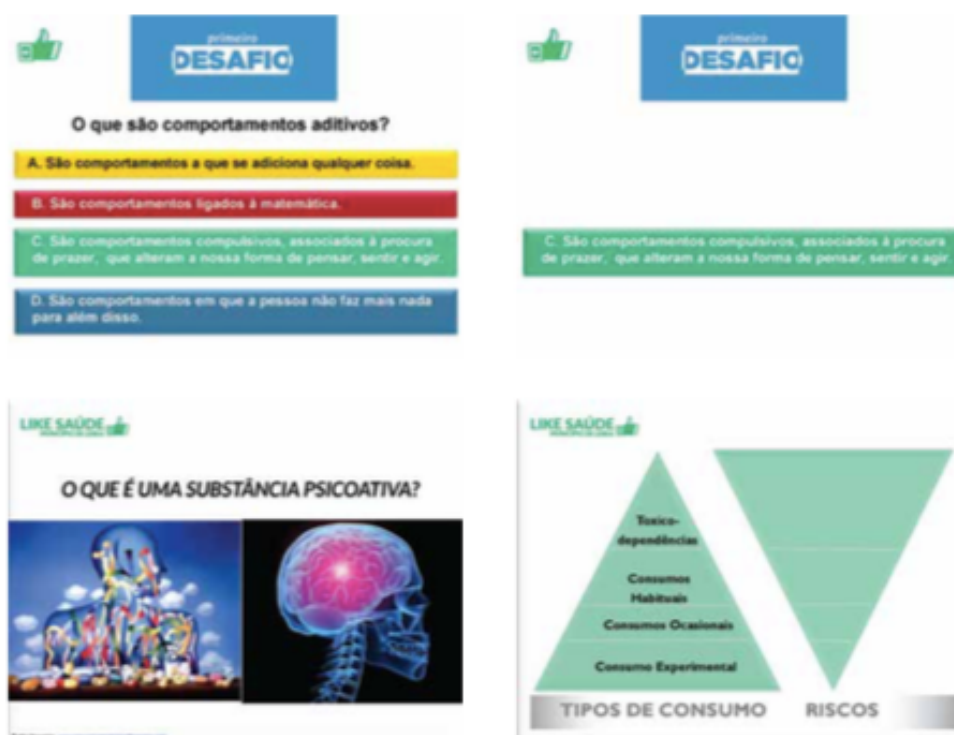 primeiro
DESAFIO
O que são comportamentos aditivos?
A. São comportamentos a que se adiciona qualquer coisa.
B. São comportamentos ligados à matemática.
C. São comportamentos compulsivos, associados à procura
de prazer, que alteram a nossa forma de pensar, sentir e agir.
D. São comportamentos em que a pessoa não faz mais nada
para além disso.
primeiro
DESAFIO
C. São comportamentos compulsivos, associados à procura
de prazer, que alteram a nossa forma de pensar, sentir e agir.
LIKE SAÚDE
O QUE É UMA SUBSTÂNCIA PSICOATIVA?
LIKE SAÚDE
Toxico-
dependências
Consumos
Habituais
Consumos Ocasionais
Consumo Experimental
TIPOS DE CONSUMO
RISCOS